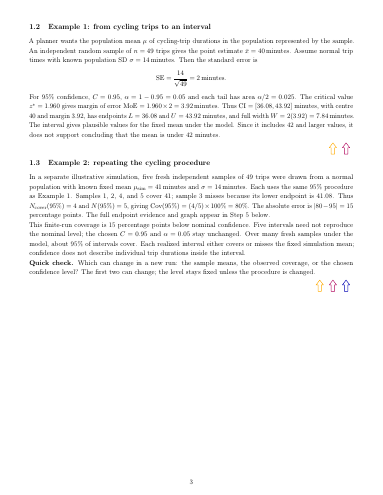 1.2 Example 1: from cycling trips to an interval
A planner wants the population mean μ of cycling-trip durations in the population represented by the sample.
An independent random sample of n = 49 trips gives the point estimate x̄ = 40 minutes. Assume normal trip
times with known population SD σ = 14 minutes. Then the standard error is
SE = 14/√49 = 2 minutes.
For 95% confidence, C = 0.95, α = 1 − 0.95 = 0.05 and each tail has area α/2 = 0.025. The critical value
z* = 1.960 gives margin of error MoE = 1.960×2 = 3.92 minutes. Thus CI = [36.08, 43.92] minutes, with centre
40 and margin 3.92, has endpoints L = 36.08 and U = 43.92 minutes, and full width W = 2(3.92) = 7.84 minutes.
The interval gives plausible values for the fixed mean under the model. Since it includes 42 and larger values, it
does not support concluding that the mean is under 42 minutes.
1.3 Example 2: repeating the cycling procedure
In a separate illustrative simulation, five fresh independent samples of 49 trips were drawn from a normal
population with known fixed mean μ
= 41 minutes and σ = 14 minutes. Each uses the same 95% procedure
as Example 1. Samples 1, 2, 4, and 5 cover 41; sample 3 misses because its lower endpoint is 41.08. Thus
(95%) = 4 and N(95%) = 5, giving Cov(95%) = (4/5)×100% = 80%. The absolute error is |80−95| = 15
percentage points. The full endpoint evidence and graph appear in Step 5 below.
This finite-run coverage is 15 percentage points below nominal confidence. Five intervals need not reproduce
the nominal level; the chosen C = 0.95 and α = 0.05 stay unchanged. Over many fresh samples under the
model, about 95% of intervals cover. Each realized interval either covers or misses the fixed simulation mean;
confidence does not describe individual trip durations inside the interval.
Quick check. Which can change in a new run: the sample means, the observed coverage, or the chosen
confidence level? The first two can change; the level stays fixed unless the procedure is changed.
3